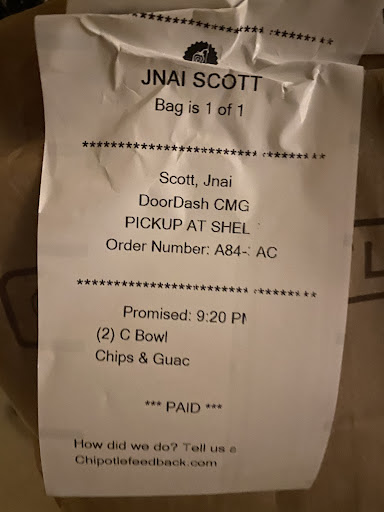 ****************************************
JNAI SCOTT
Bag is 1 of 1
****************************************
Scott, Jnai
DoorDash CMG
PICKUP AT SHEL
Order Number: A84-: AC
****************************************
Promised: 9:20 PM
(2) C Bowl
Chips & Guac
*** PAID ***
How did we do? Tell us
Chipotlefeedback.com